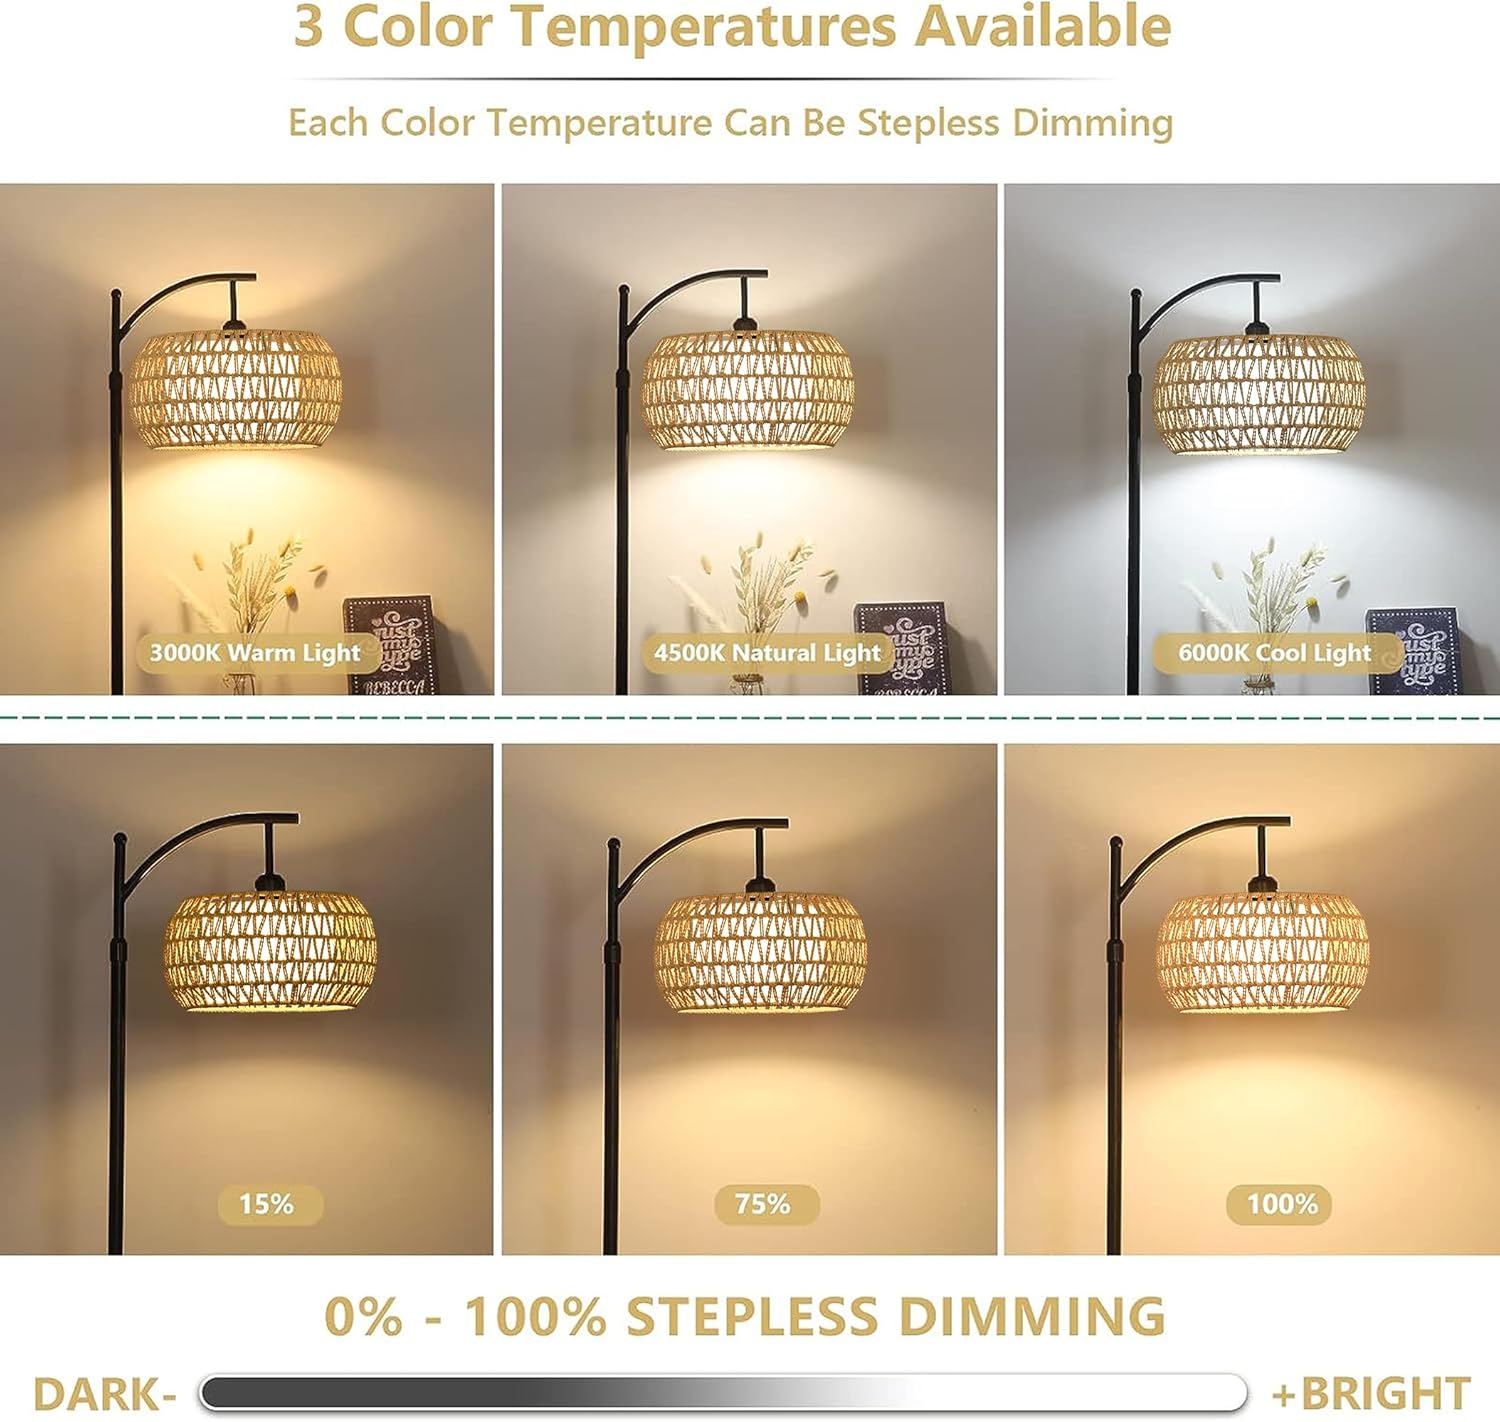 3 Color Temperatures Available
Each Color Temperature Can Be Stepless Dimming
3000K Warm Light
REBECCA
4500K Natural Light
6000K Cool Light
15%
75%
100%
0% - 100% STEPLESS DIMMING
DARK-
+BRIGHT